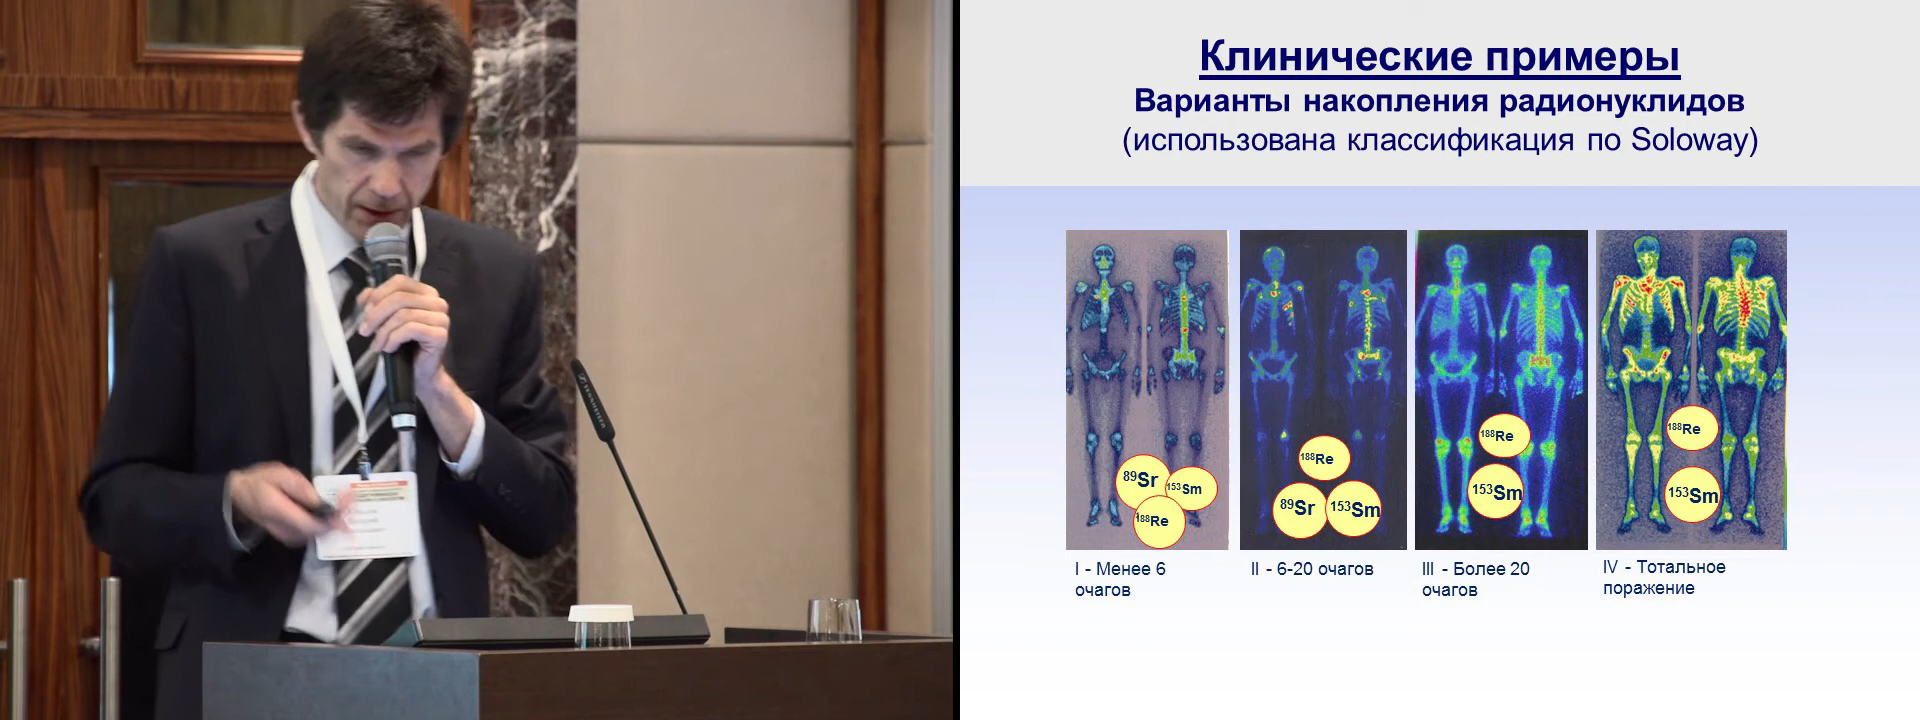 Клинические примеры
Варианты накопления радионуклидов
(использована классификация по Soloway)
89Sr
153Sm
188Re
188Re
89Sr
153Sm
188Re
153Sm
188Re
153Sm
I - Менее 6
очагов
II - 6-20 очагов
III - Более 20
очагов
IV - Тотальное
поражение
SENNHEISER